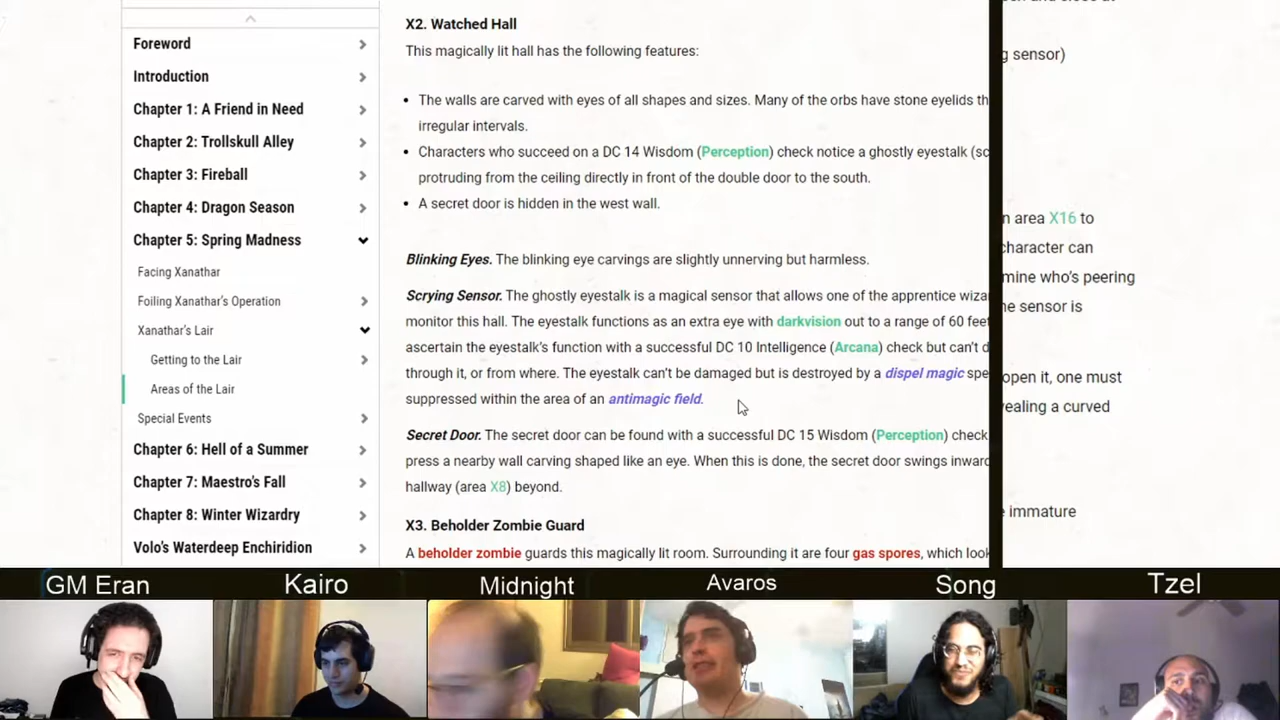 Foreword
Introduction
Chapter 1: A Friend in Need
Chapter 2: Trollskull Alley
Chapter 3: Fireball
Chapter 4: Dragon Season
Chapter 5: Spring Madness
Facing Xanathar
Foiling Xanathar's Operation
Xanathar's Lair
Getting to the Lair
Areas of the Lair
Special Events
Chapter 6: Hell of a Summer
Chapter 7: Maestro's Fall
Chapter 8: Winter Wizardry
Volo's Waterdeep Enchiridion
X2. Watched Hall
This magically lit hall has the following features:
The walls are carved with eyes of all shapes and sizes. Many of the orbs have stone eyelids th
irregular intervals.
Characters who succeed on a DC 14 Wisdom (Perception) check notice a ghostly eyestalk (sc
protruding from the ceiling directly in front of the double door to the south.
A secret door is hidden in the west wall.
Blinking Eyes. The blinking eye carvings are slightly unnerving but harmless.
Scrying Sensor. The ghostly eyestalk is a magical sensor that allows one of the apprentice wiza
monitor this hall. The eyestalk functions as an extra eye with darkvision out to a range of 60 feet
ascertain the eyestalk's function with a successful DC 10 Intelligence (Arcana) check but can't d
through it, or from where. The eyestalk can't be damaged but is destroyed by a dispel magic spe
suppressed within the area of an antimagic field.
Secret Door. The secret door can be found with a successful DC 15 Wisdom (Perception) check
press a nearby wall carving shaped like an eye. When this is done, the secret door swings inward
hallway (area X8) beyond.
X3. Beholder Zombie Guard
A beholder zombie guards this magically lit room. Surrounding it are four gas spores, which look
g sensor)
n area X16 to
character can
mine who's peering
he sensor is
open it, one must
vealing a curved
e immature
GM Eran
Kairo
Midnight
Avaros
Song
Tzel